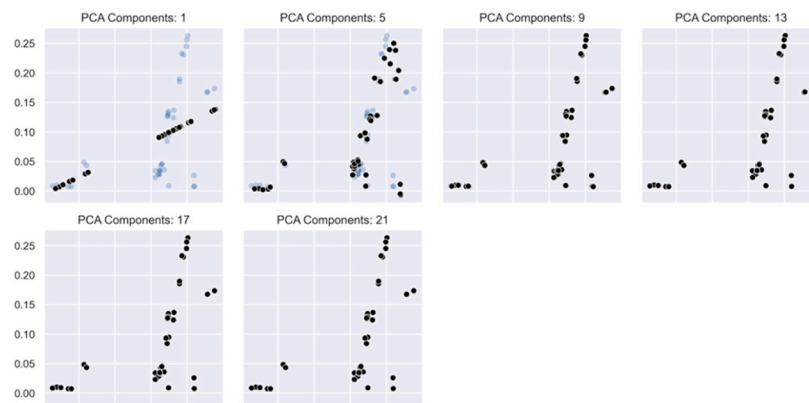 PCA Components: 1
PCA Components: 5
PCA Components: 9
PCA Components: 13
0.25
0.20
0.15
0.10
0.05
0.00
PCA Components: 17
PCA Components: 21
0.25
0.20
0.15
0.10
0.05
0.00